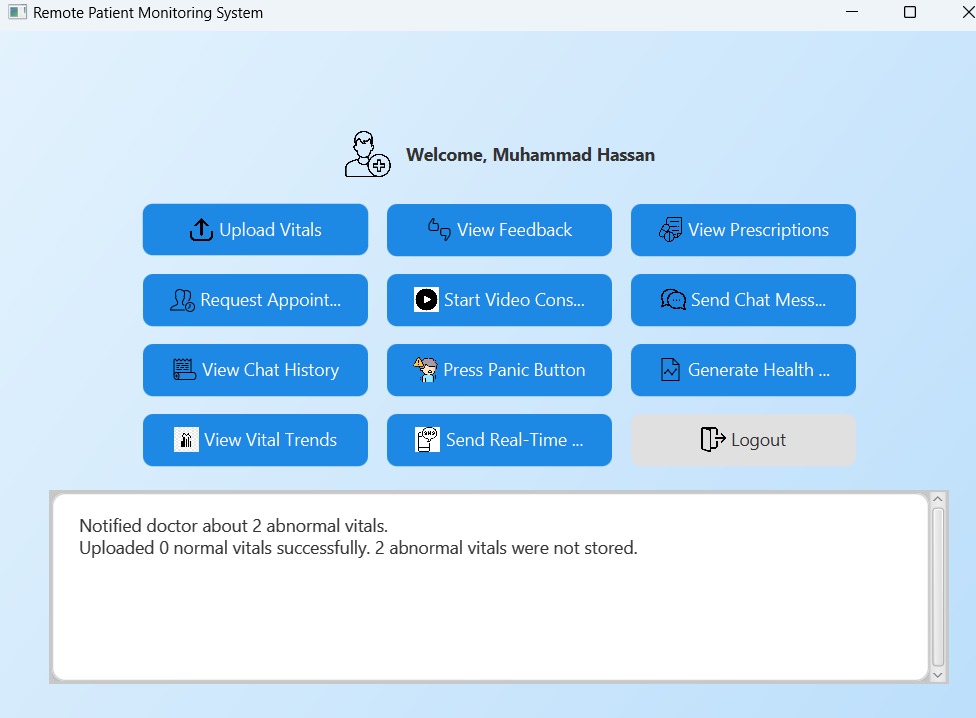 Remote Patient Monitoring System
Welcome, Muhammad Hassan
Upload Vitals
View Feedback
View Prescriptions
Request Appoint...
Start Video Cons...
Send Chat Mess...
View Chat History
Press Panic Button
Generate Health ...
View Vital Trends
Send Real-Time ...
Logout
Notified doctor about 2 abnormal vitals.
Uploaded 0 normal vitals successfully. 2 abnormal vitals were not stored.